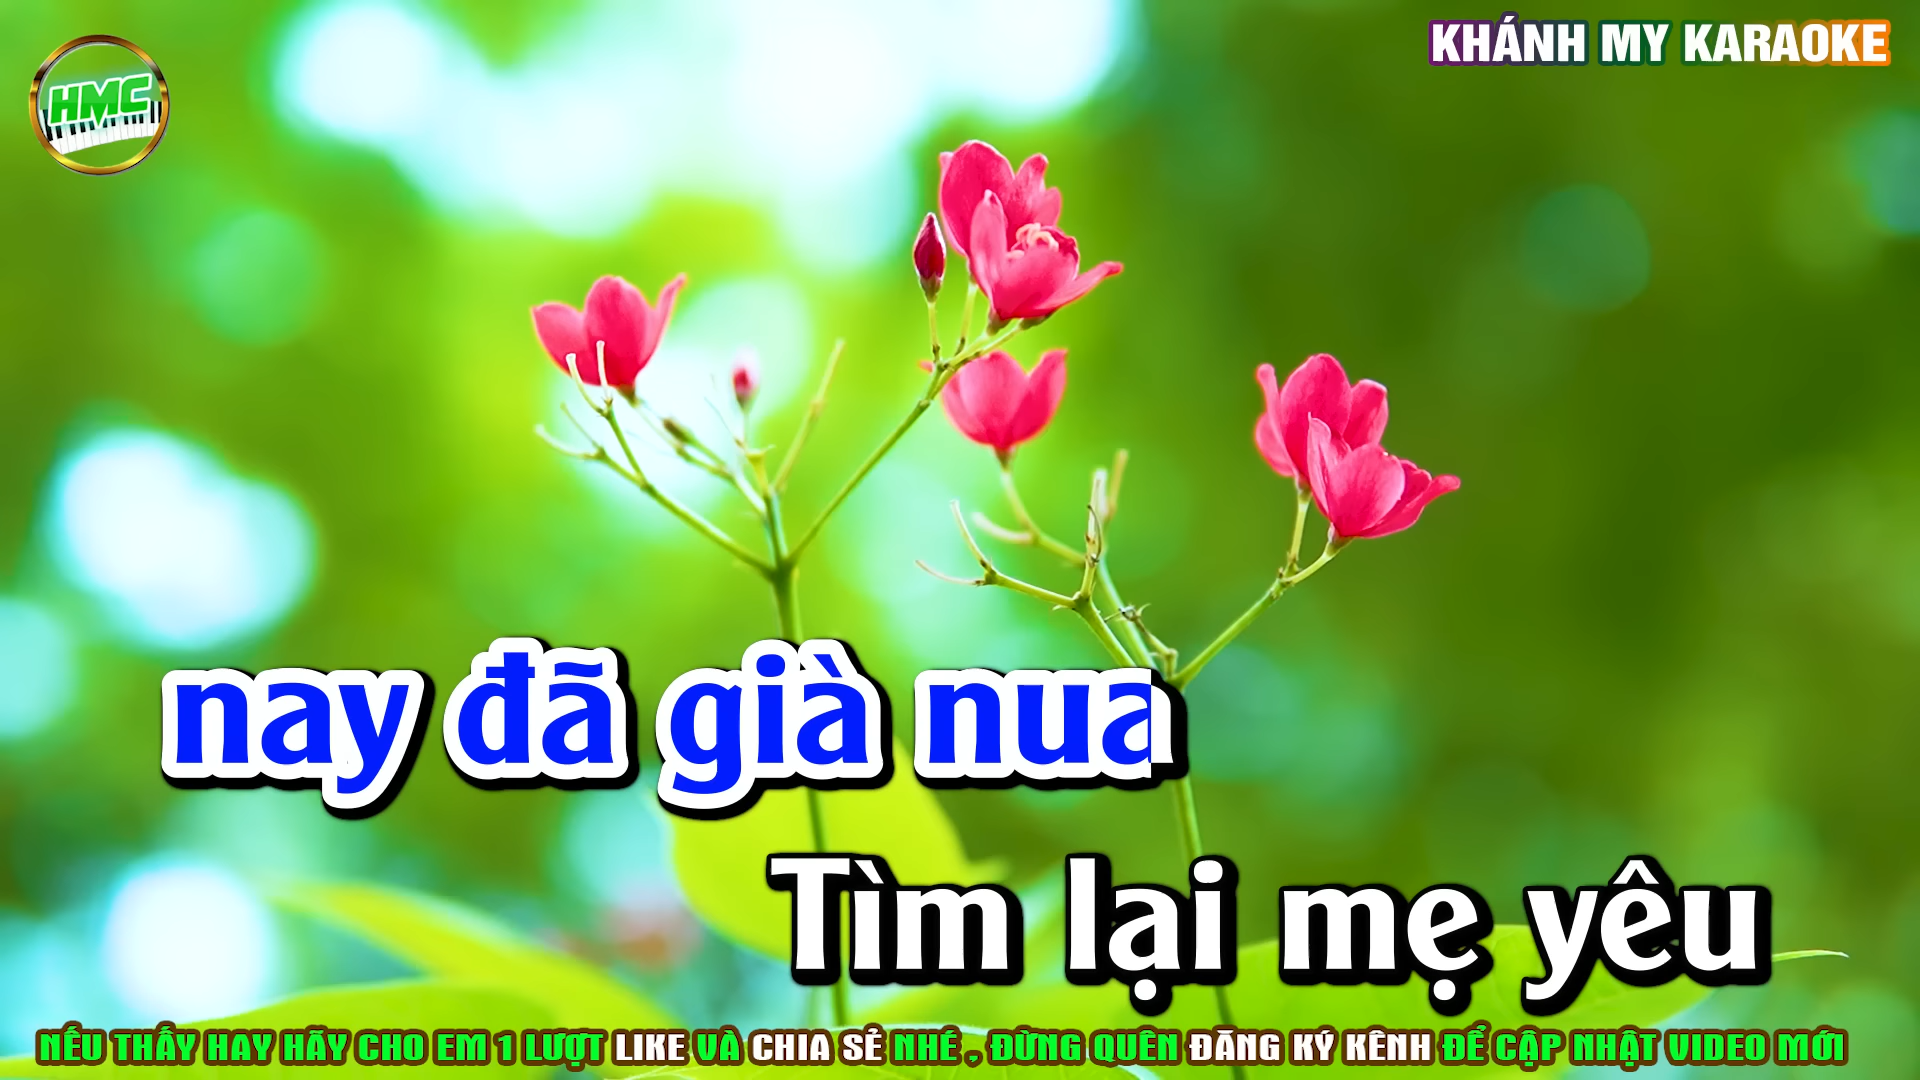 KHÁNH MY KARAOKE
HMC
nay đã già nua
Tìm lại mẹ yêu
NẾU THẤY HAY HÃY CHO EM 1 LƯỢT LIKE VÀ CHIA SẺ NHÉ , ĐỪNG QUÊN ĐĂNG KÝ KÊNH ĐỂ CẬP NHẬT VIDEO MỚI